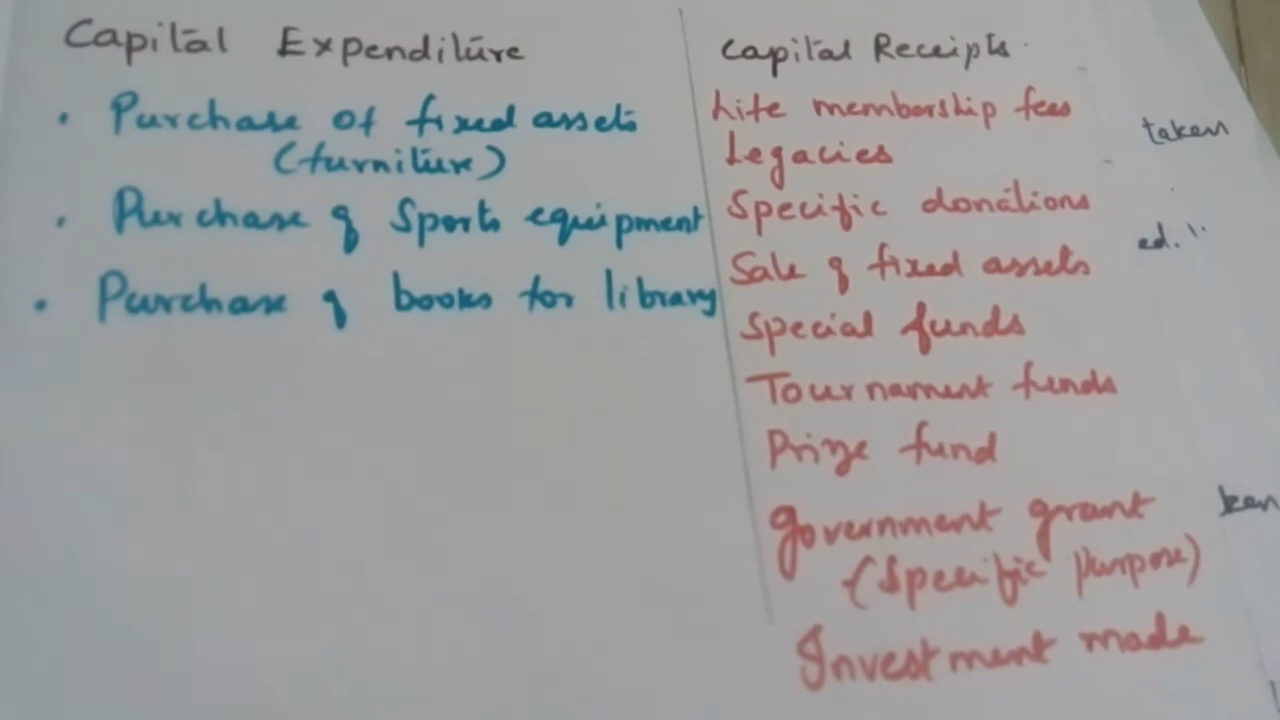 Capital Expenditure
• Purchase of fixed assets
(furniture)
• Purchase of Sports equipment
• Purchase of books for library
Capital Receipts
Life membership fees
Legacies
Specific donations
Sale of fixed assets
Special funds
Tournament funds
Prize fund
Government grant
(Specific Purpose)
Investment made
taken
ed.
ken